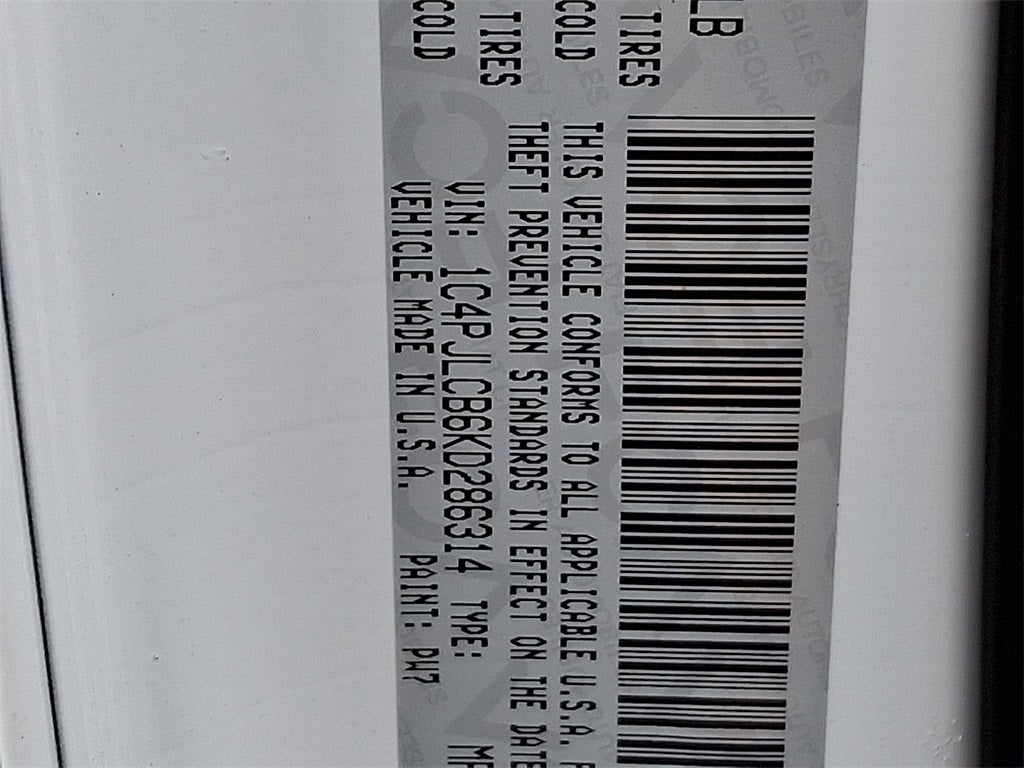 LB
TIRES COLD
TIRES COLD
THIS VEHICLE CONFORMS TO ALL APPLICABLE U.S.A.
THEFT PREVENTION STANDARDS IN EFFECT ON THE DATE
VIN: 1C4PJLCB6KD286314 TYPE:
VEHICLE MADE IN U.S.A. PAINT: PW7